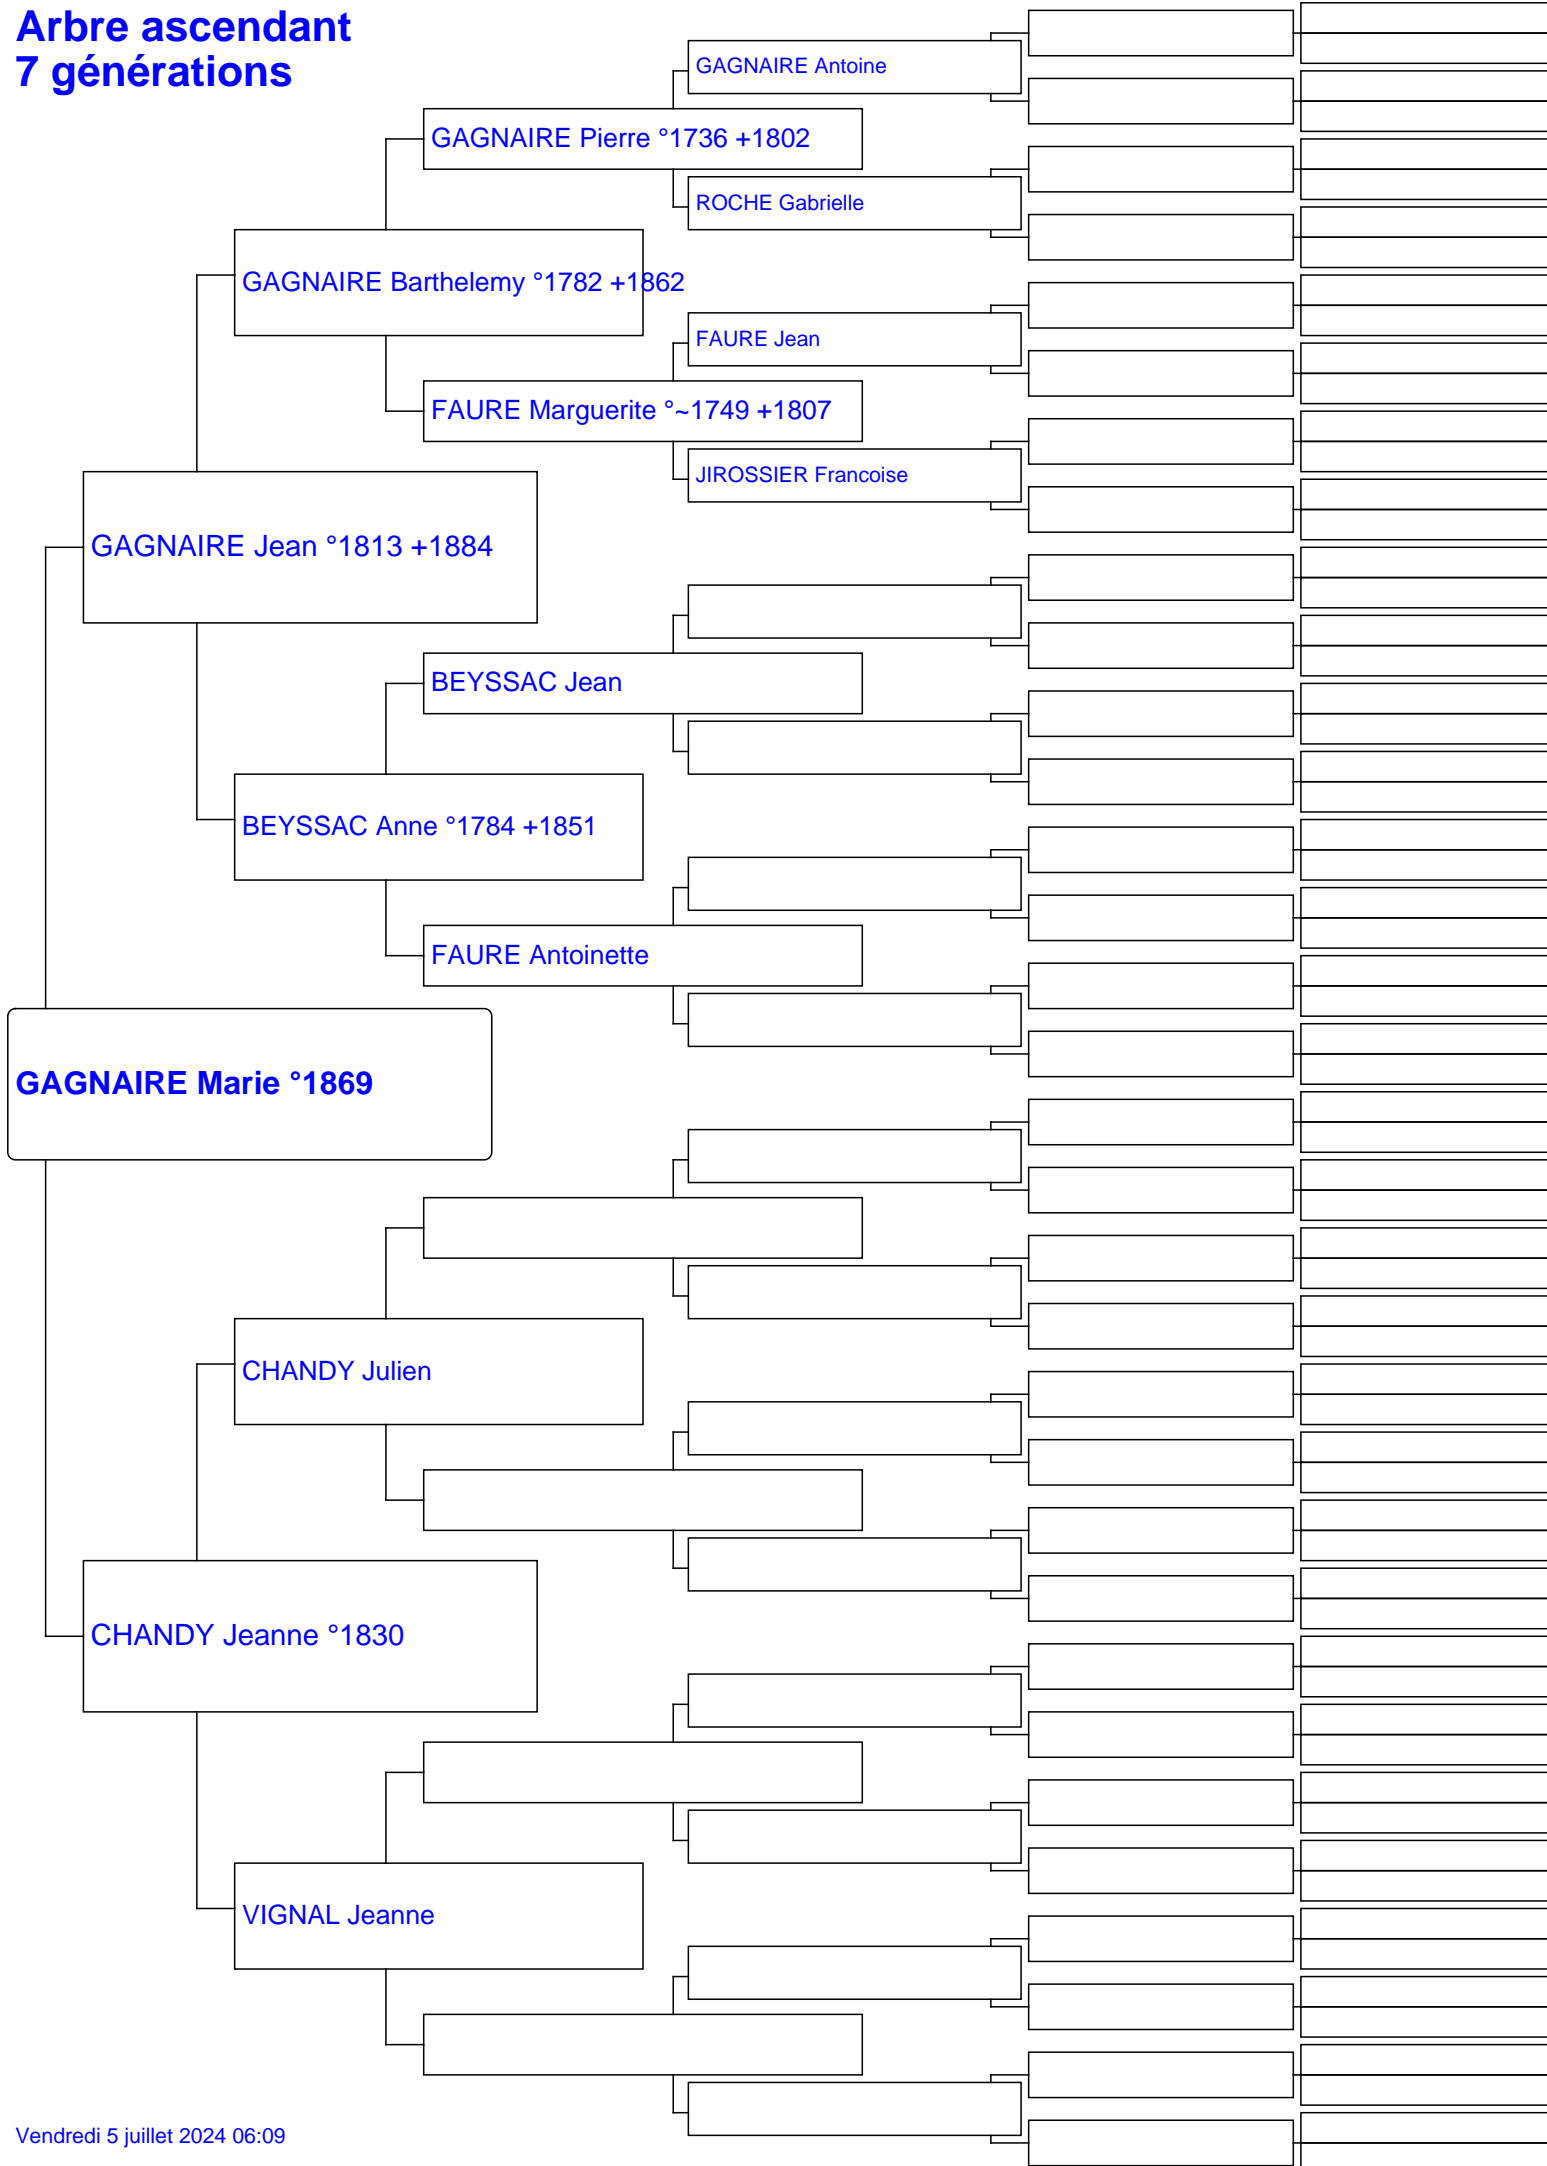 Arbre ascendant
7 générations
GAGNAIRE Antoine
GAGNAIRE Pierre °1736 +1802
ROCHE Gabrielle
GAGNAIRE Barthelemy °1782 +1862
FAURE Jean
FAURE Marguerite °~1749 +1807
JIROSSIER Francoise
GAGNAIRE Jean °1813 +1884
BEYSSAC Jean
BEYSSAC Anne °1784 +1851
FAURE Antoinette
GAGNAIRE Marie °1869
CHANDY Julien
CHANDY Jeanne °1830
VIGNAL Jeanne
Vendredi 5 juillet 2024 06:09